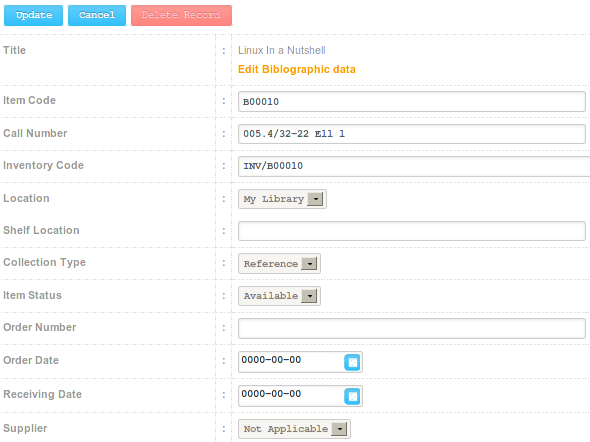 Update Cancel Delete Record
Title : Linux In a Nutshell
Edit Biblographic data
Item Code : B00010
Call Number : 005.4/32-22 Ell l
Inventory Code : INV/B00010
Location : My Library
Shelf Location :
Collection Type : Reference
Item Status : Available
Order Number :
Order Date : 0000-00-00
Receiving Date : 0000-00-00
Supplier : Not Applicable